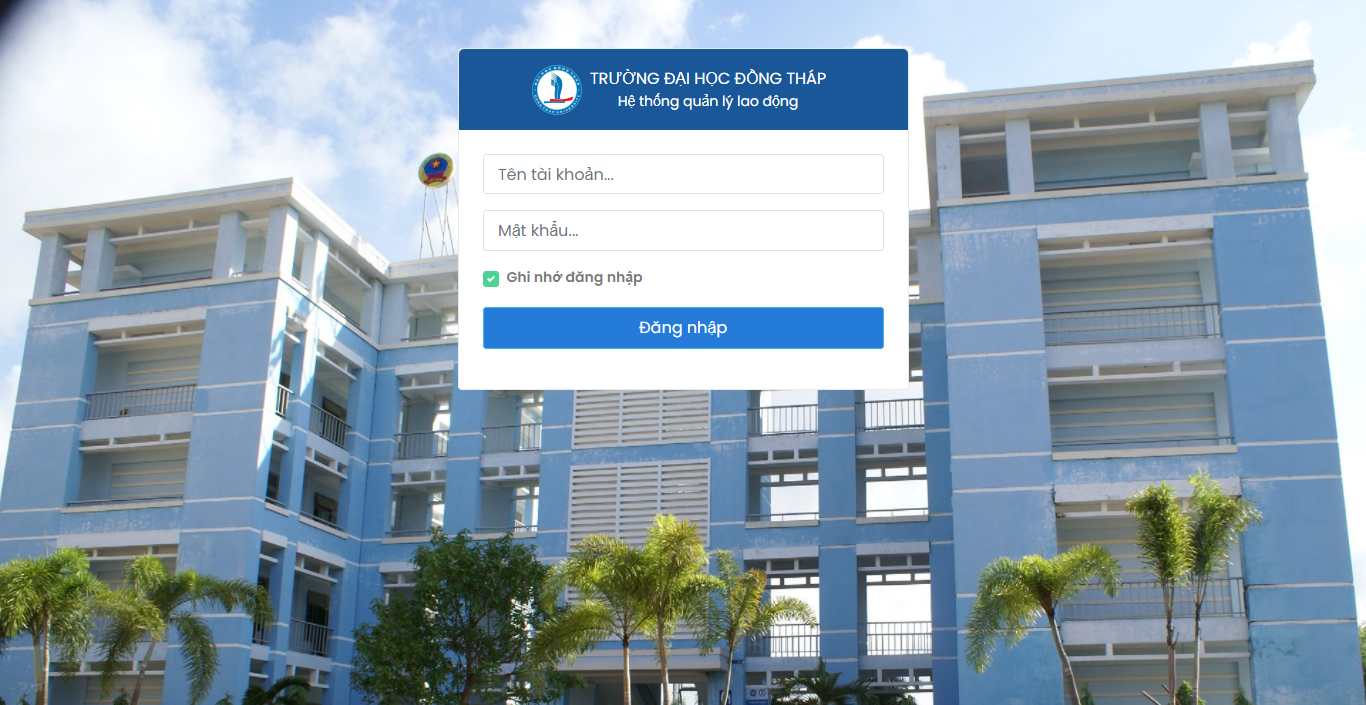 TRƯỜNG ĐẠI HỌC ĐỒNG THÁP
Hệ thống quản lý lao động
Tên tài khoản...
Mật khẩu...
Ghi nhớ đăng nhập
Đăng nhập